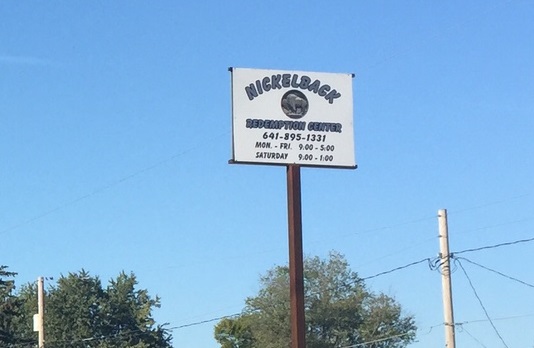 NICKELBACK
REDEMPTION CENTER
641-895-1331
MON. - FRI. 9:00 - 5:00
SATURDAY 9:00 - 1:00